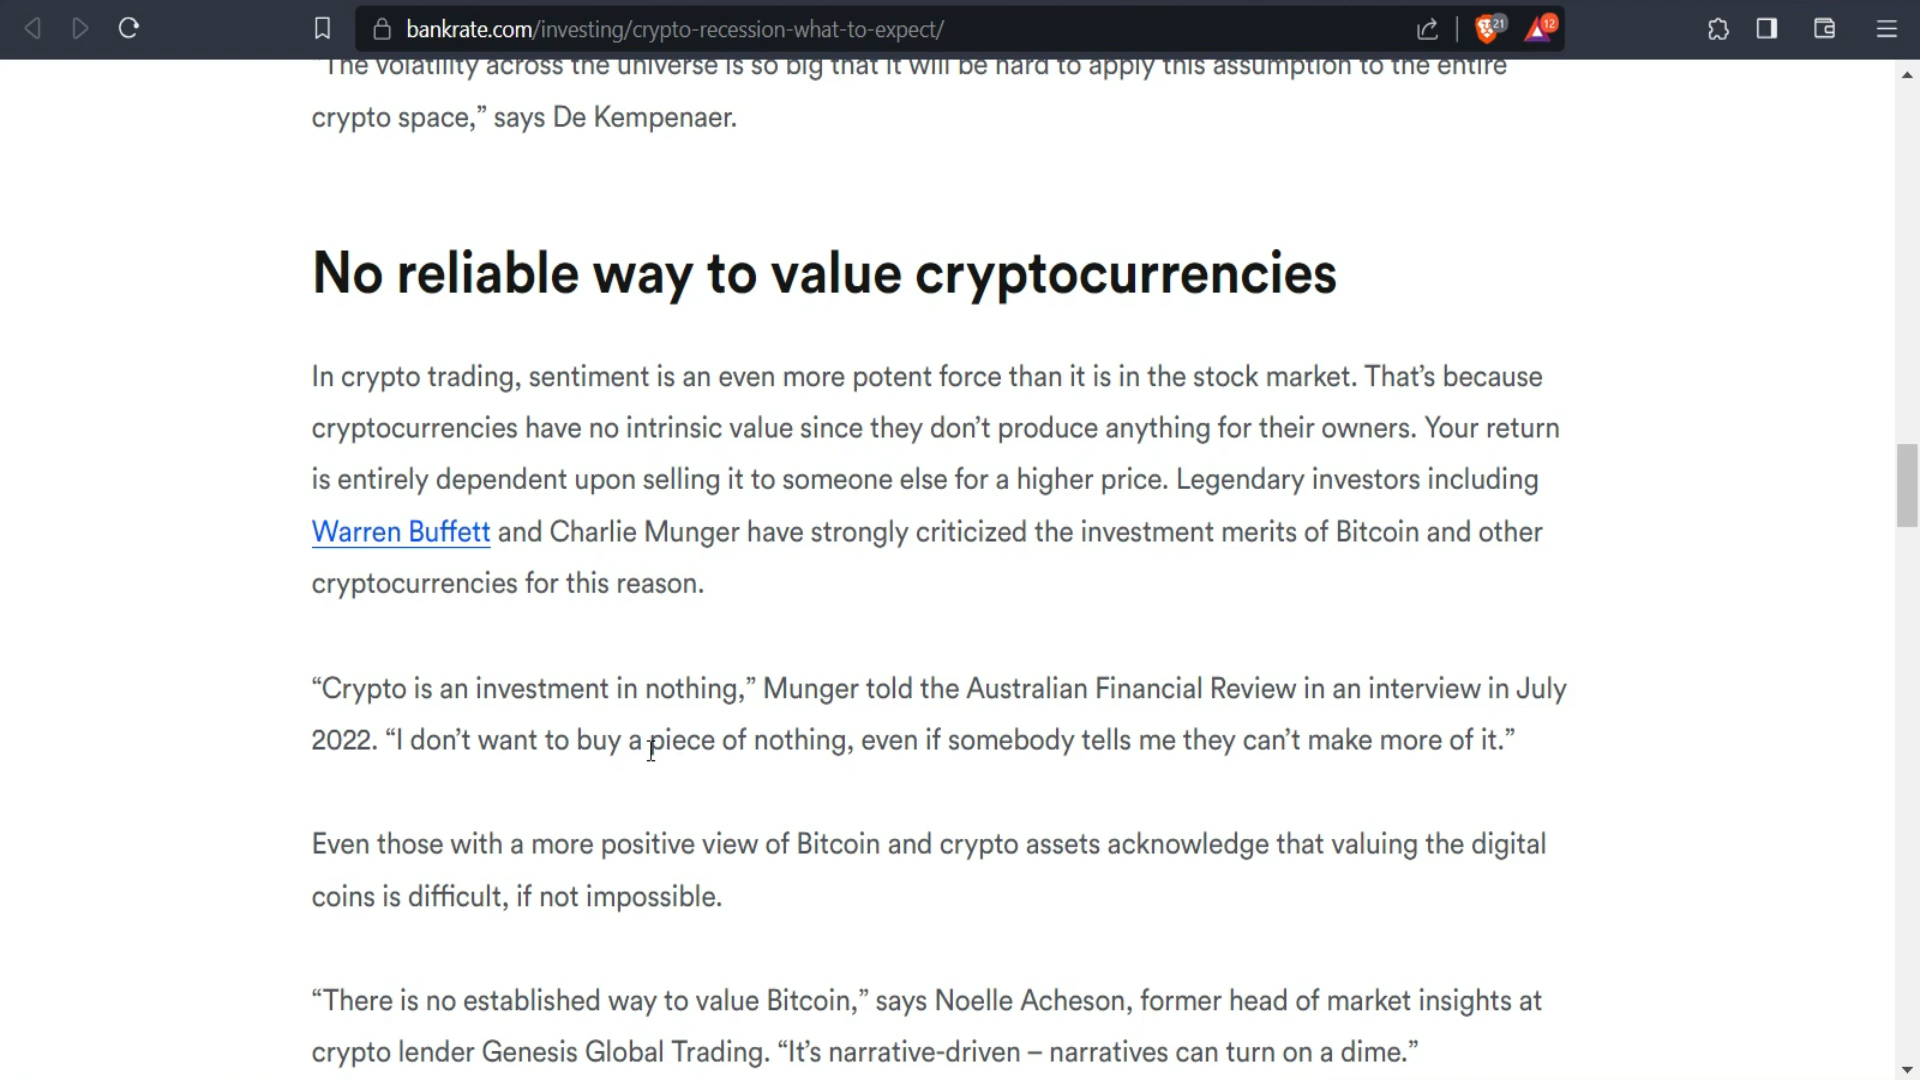 bankrate.com/investing/crypto-recession-what-to-expect/
21
12
“The volatility across the universe is so big that it will be hard to apply this assumption to the entire
crypto space,” says De Kempenaer.
No reliable way to value cryptocurrencies
In crypto trading, sentiment is an even more potent force than it is in the stock market. That’s because
cryptocurrencies have no intrinsic value since they don’t produce anything for their owners. Your return
is entirely dependent upon selling it to someone else for a higher price. Legendary investors including
Warren Buffett and Charlie Munger have strongly criticized the investment merits of Bitcoin and other
cryptocurrencies for this reason.
“Crypto is an investment in nothing,” Munger told the Australian Financial Review in an interview in July
2022. “I don’t want to buy a piece of nothing, even if somebody tells me they can’t make more of it.”
Even those with a more positive view of Bitcoin and crypto assets acknowledge that valuing the digital
coins is difficult, if not impossible.
“There is no established way to value Bitcoin,” says Noelle Acheson, former head of market insights at
crypto lender Genesis Global Trading. “It’s narrative-driven – narratives can turn on a dime.”